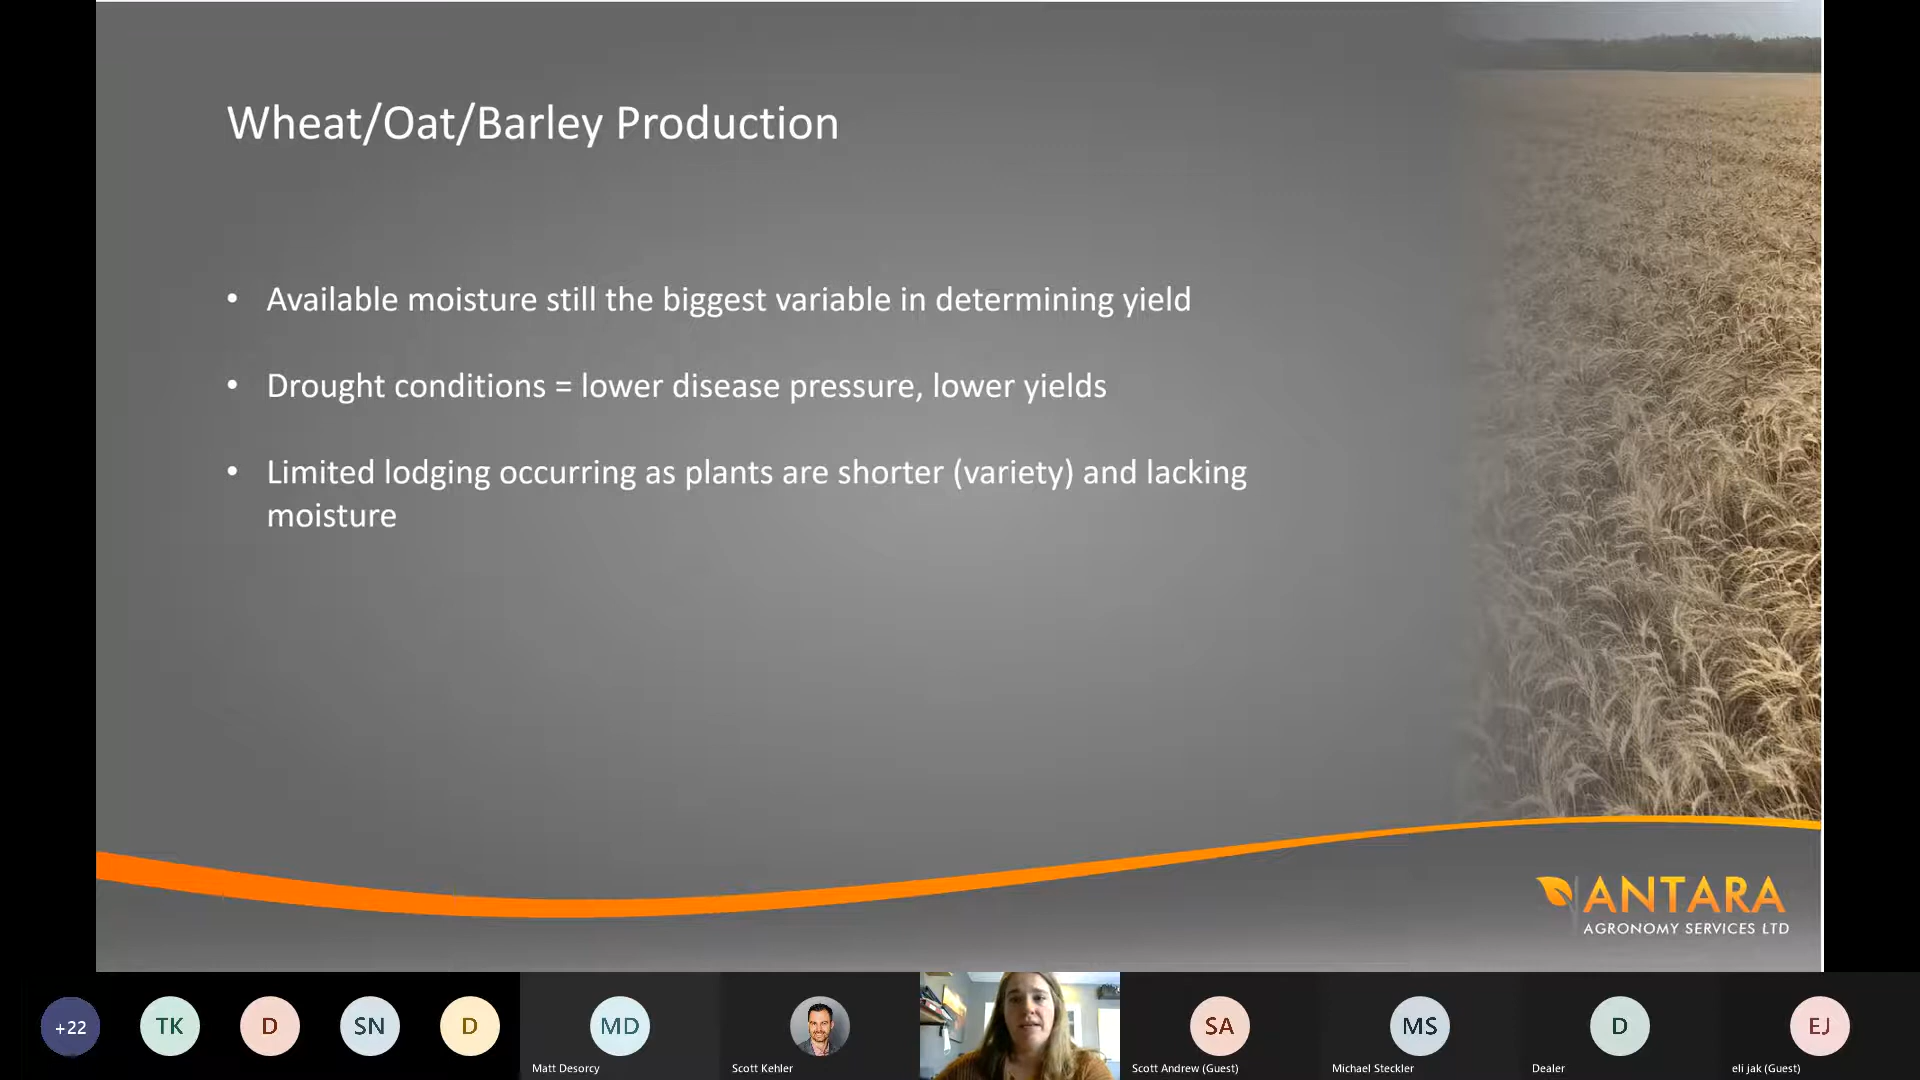 Wheat/Oat/Barley Production
• Available moisture still the biggest variable in determining yield
• Drought conditions = lower disease pressure, lower yields
• Limited lodging occurring as plants are shorter (variety) and lacking
moisture
ANTARA
AGRONOMY SERVICES LTD
+22
TK
D
SN
D
MD
SA
MS
D
EJ
Matt Desorcy
Scott Kehler
Scott Andrew (Guest)
Michael Steckler
Dealer
eli jak (Guest)